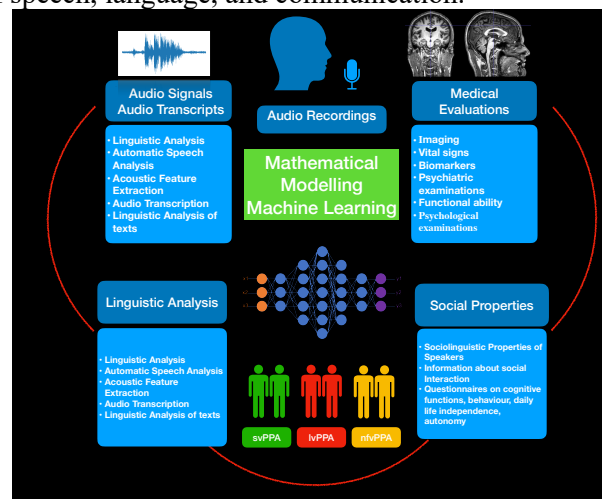 speech, language, and communication.
Audio Signals
Audio Transcripts
• Linguistic Analysis
• Automatic Speech
Analysis
• Acoustic Feature
Extraction
• Audio Transcription
• Linguistic Analysis of
texts
Audio Recordings
Mathematical
Modelling
Machine Learning
Medical
Evaluations
• Imaging
• Vital signs
• Biomarkers
• Psychiatric
examinations
• Functional ability
• Psychological
examinations
Linguistic Analysis
• Linguistic Analysis
• Automatic Speech Analysis
• Acoustic Feature
Extraction
• Audio Transcription
• Linguistic Analysis of texts
svPPA
lvPPA
nfvPPA
Social Properties
• Sociolinguistic Properties of
Speakers
• Information about social
Interaction
• Questionnaires on cognitive
functions, behaviour, daily
life independence,
autonomy